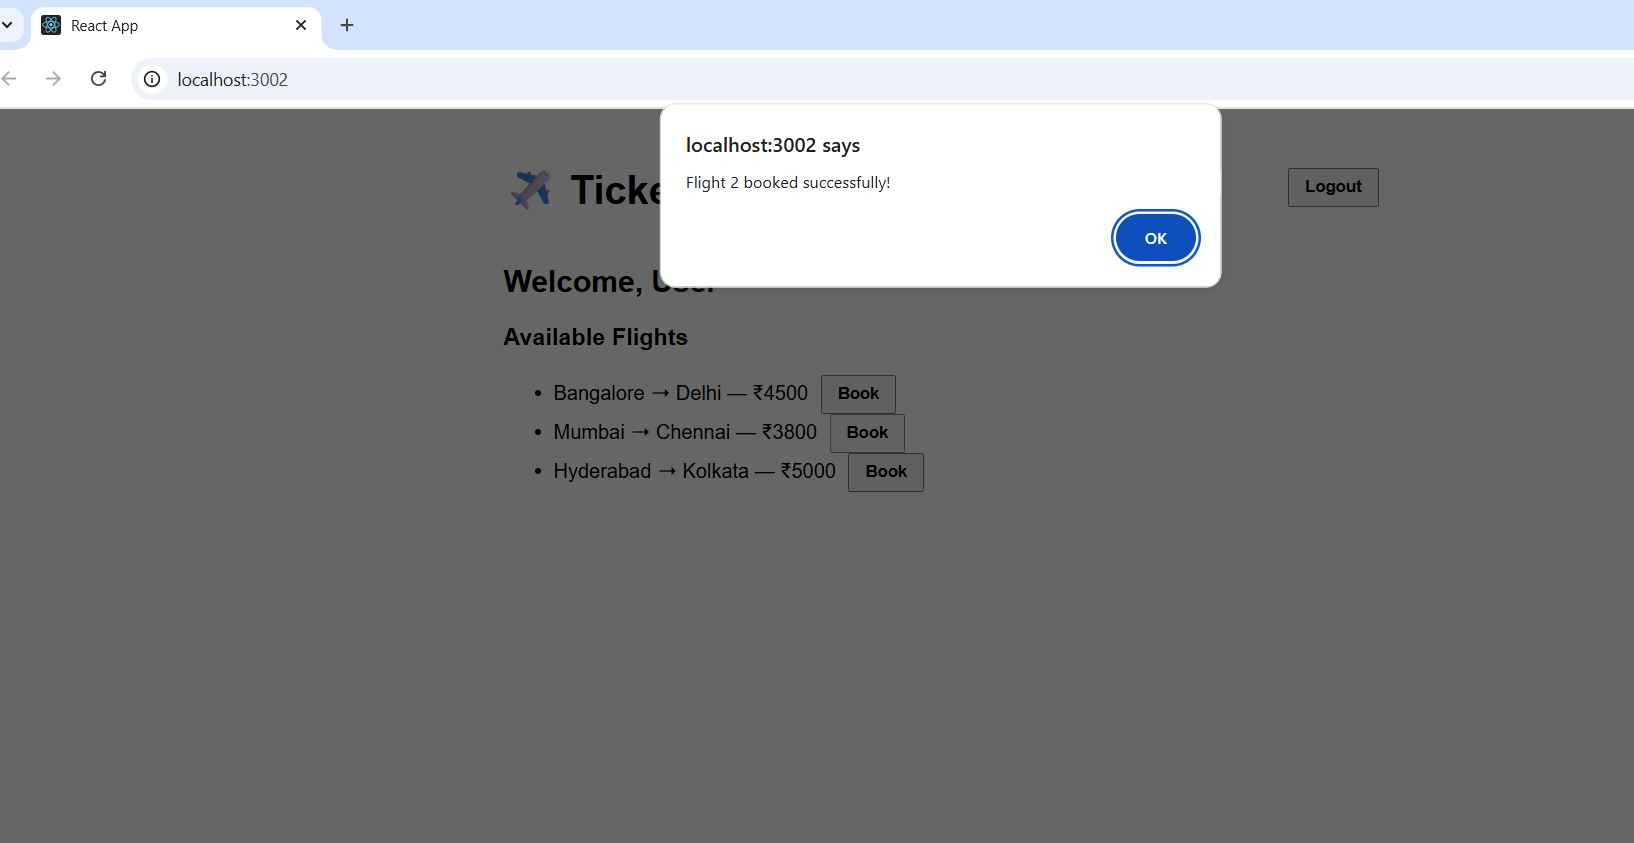 React App
localhost:3002
localhost:3002 says
Flight 2 booked successfully!
OK
Logout
Welcome,
Available Flights
• Bangalore → Delhi — ₹4500 Book
• Mumbai → Chennai — ₹3800 Book
• Hyderabad → Kolkata — ₹5000 Book